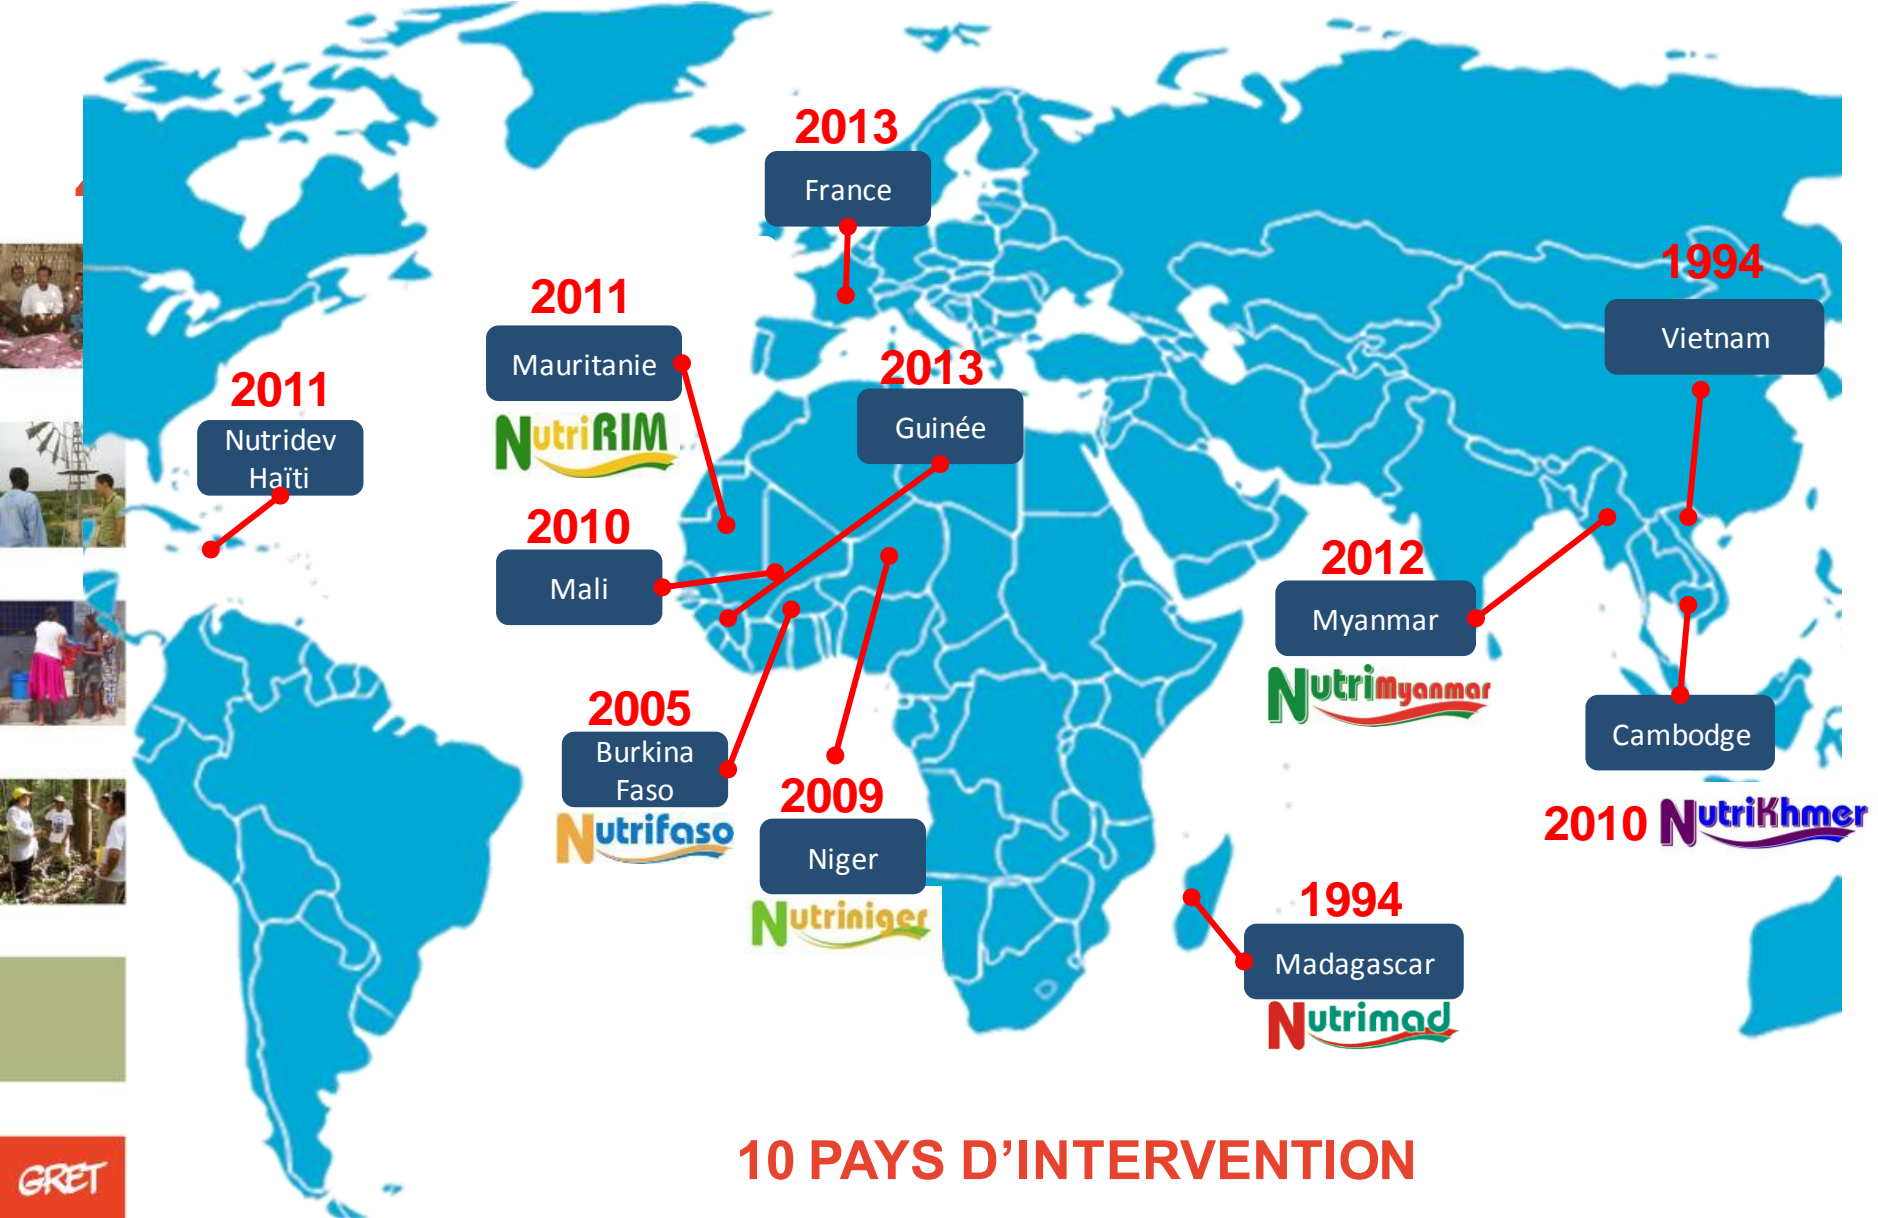 2013
France
1994
Vietnam
2011
Mauritanie
NutriRIM
2013
Guinée
2011
Nutridev
Haïti
2010
Mali
2012
Myanmar
NutriMyanmar
2005
Burkina
Faso
Nutrifaso
2009
Niger
Nutriniger
Cambodge
2010
NutriKhmer
1994
Madagascar
Nutrimad
10 PAYS D’INTERVENTION
GRET